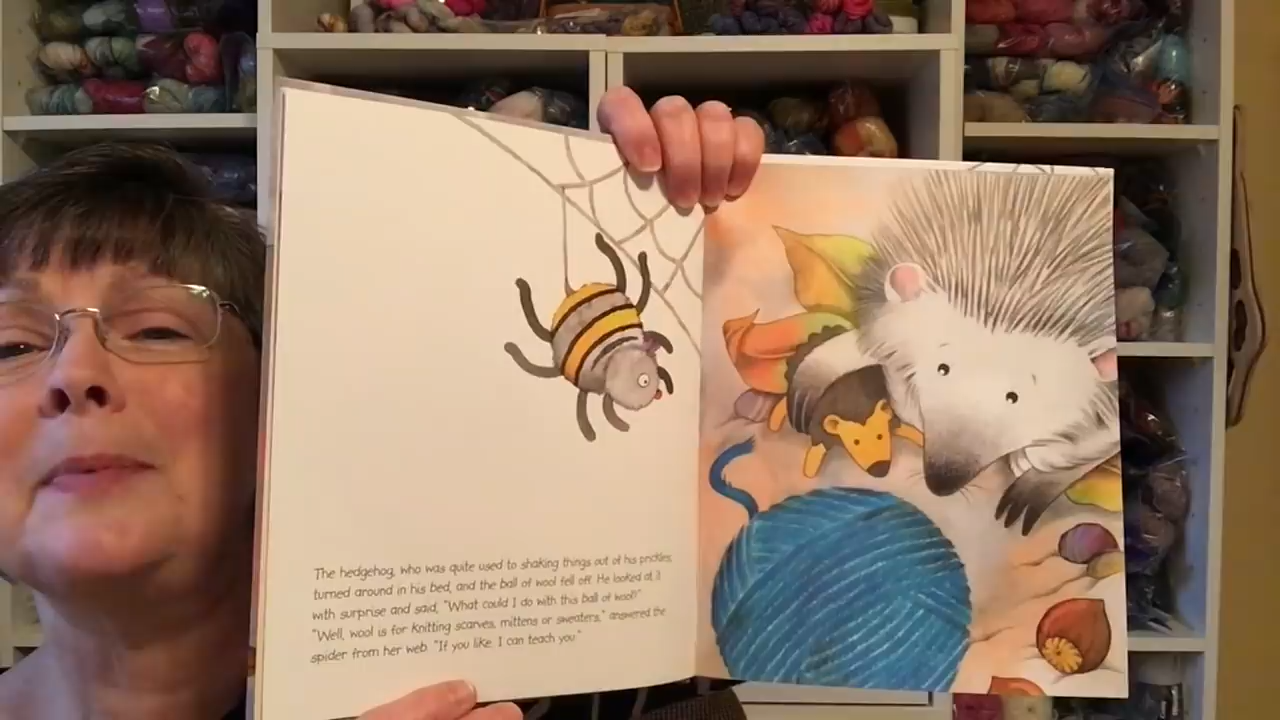 The hedgehog, who was quite used to shaking things out of his prickles,
turned around in his bed, and the ball of wool fell off. He looked at it
with surprise and said, "What could I do with this ball of wool?"
"Well, wool is for knitting scarves, mittens or sweaters," answered the
spider from her web. "If you like, I can teach you."